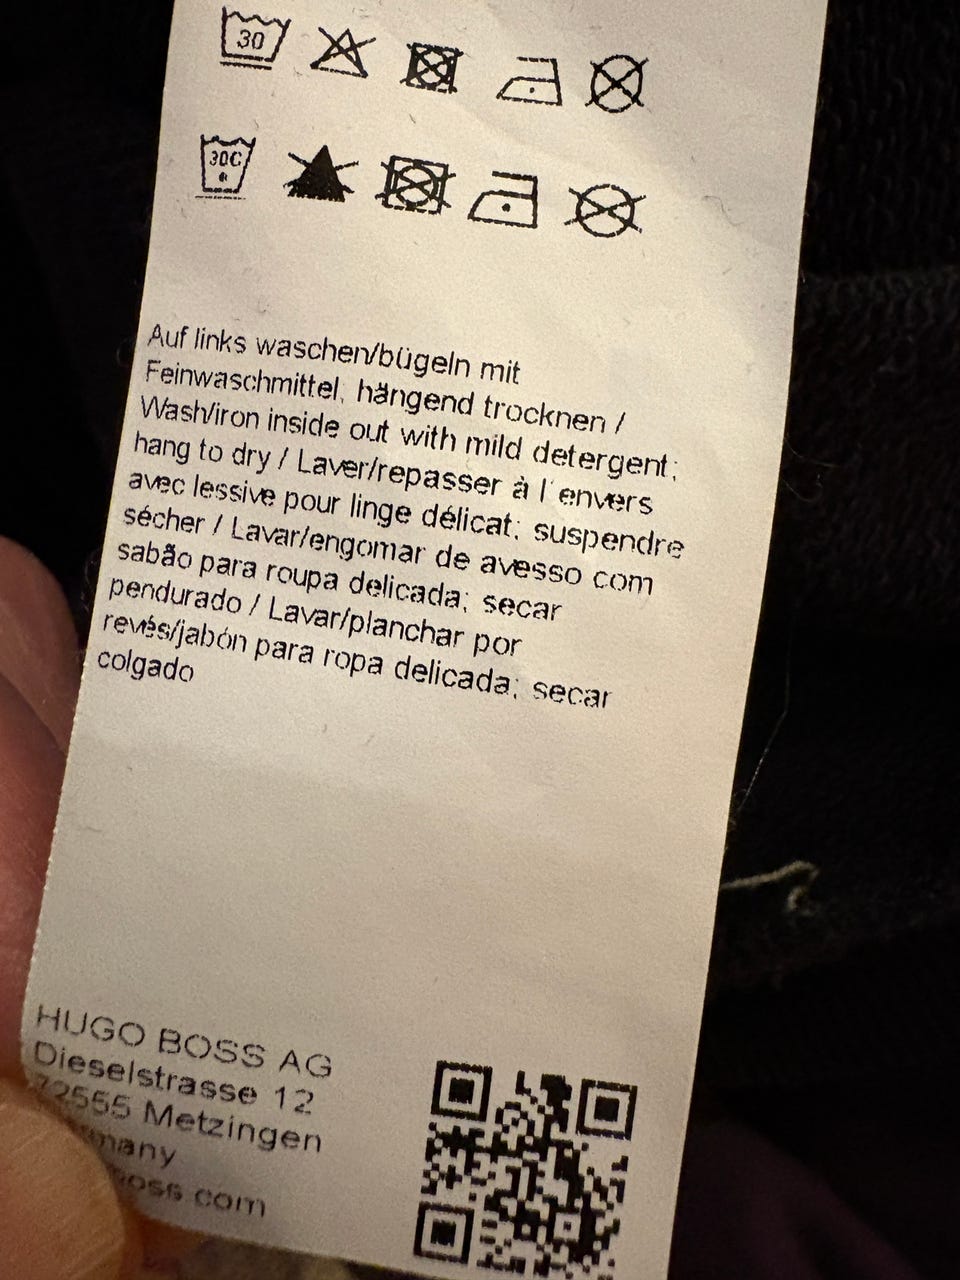 30
30C
Auf links waschen/bügeln mit
Feinwaschmittel, hängend trocknen /
Wash/iron inside out with mild detergent;
hang to dry / Laver/repasser à l'envers
avec lessive pour linge délicat; suspendre
sécher / Lavar/engomar de avesso com
sabão para roupa delicada; secar
pendurado / Lavar/planchar por
revés/jabón para ropa delicada; secar
colgado
HUGO BOSS AG
Dieselstrasse 12
72555 Metzingen